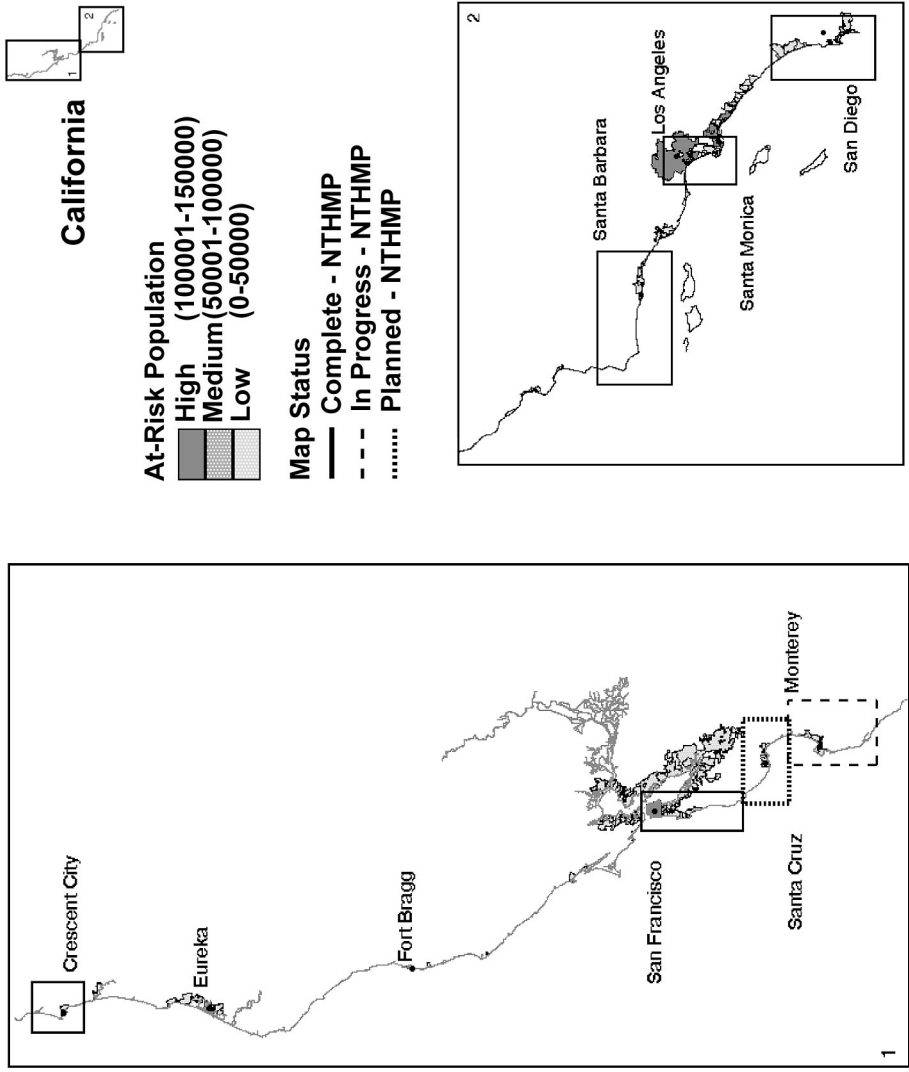 California
1
2
At-Risk Population
High (100001-150000)
Medium(50001-100000)
Low (0-50000)
Map Status
Complete - NTHMP
In Progress - NTHMP
Planned - NTHMP
1
Crescent City
Eureka
Fort Bragg
San Francisco
Santa Cruz
Monterey
2
Santa Barbara
Los Angeles
Santa Monica
San Diego